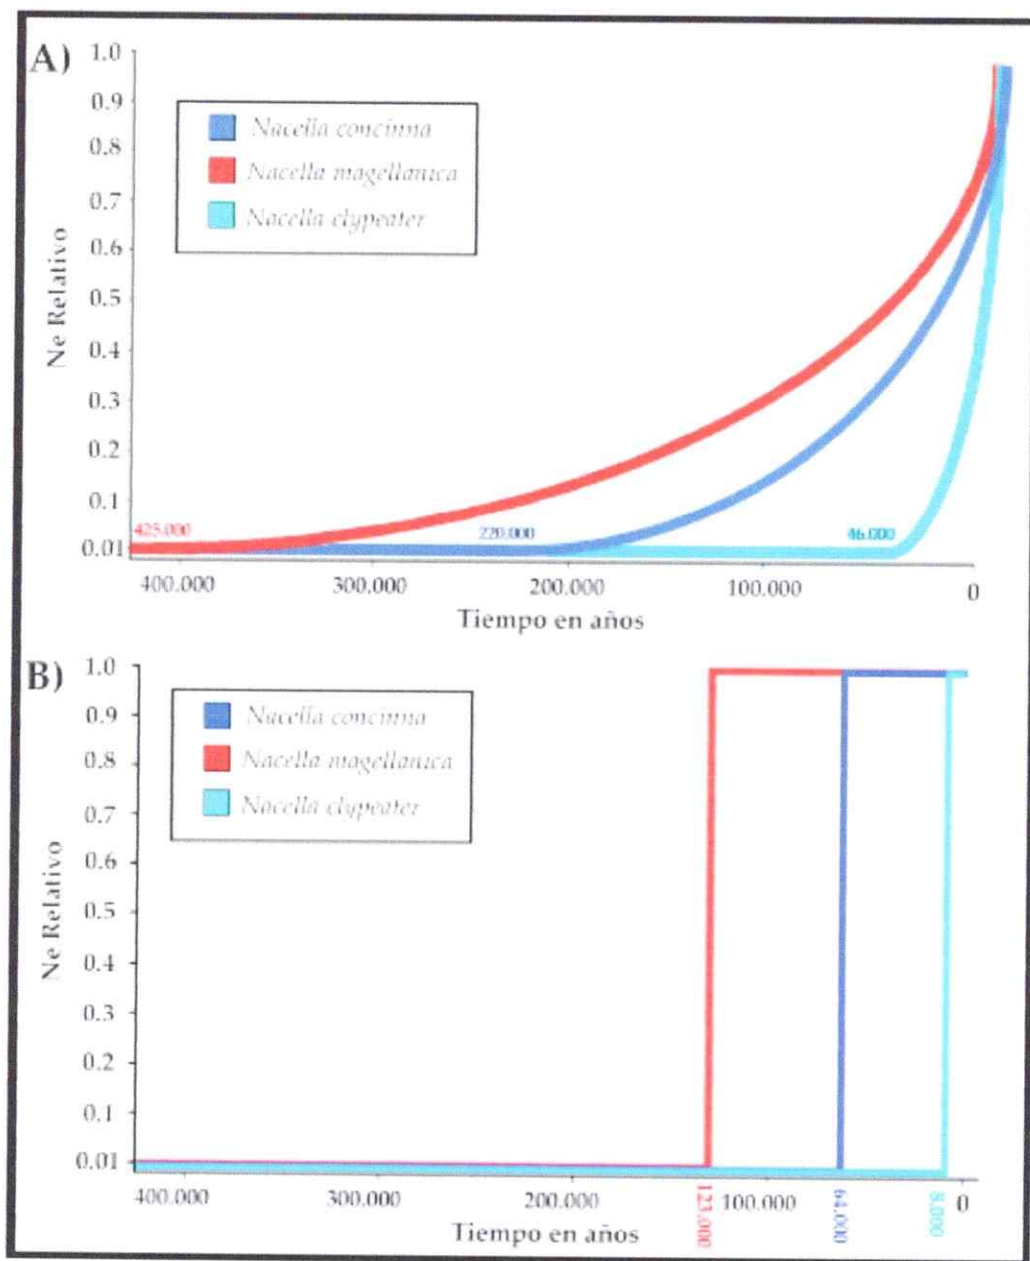 A)
1.0
0.9
0.8
0.7
0.6
0.5
0.4
0.3
0.2
0.1
0.01
Ne Relativo
Nacella concinna
Nacella magellanica
Nacella clypeater
425.000
220.000
46.000
400.000 300.000 200.000 100.000 0
Tiempo en años
B)
1.0
0.9
0.8
0.7
0.6
0.5
0.4
0.3
0.2
0.1
0.01
Ne Relativo
Nacella concinna
Nacella magellanica
Nacella clypeater
400.000 300.000 200.000 100.000 0
123.000
64.000
8.000
Tiempo en años